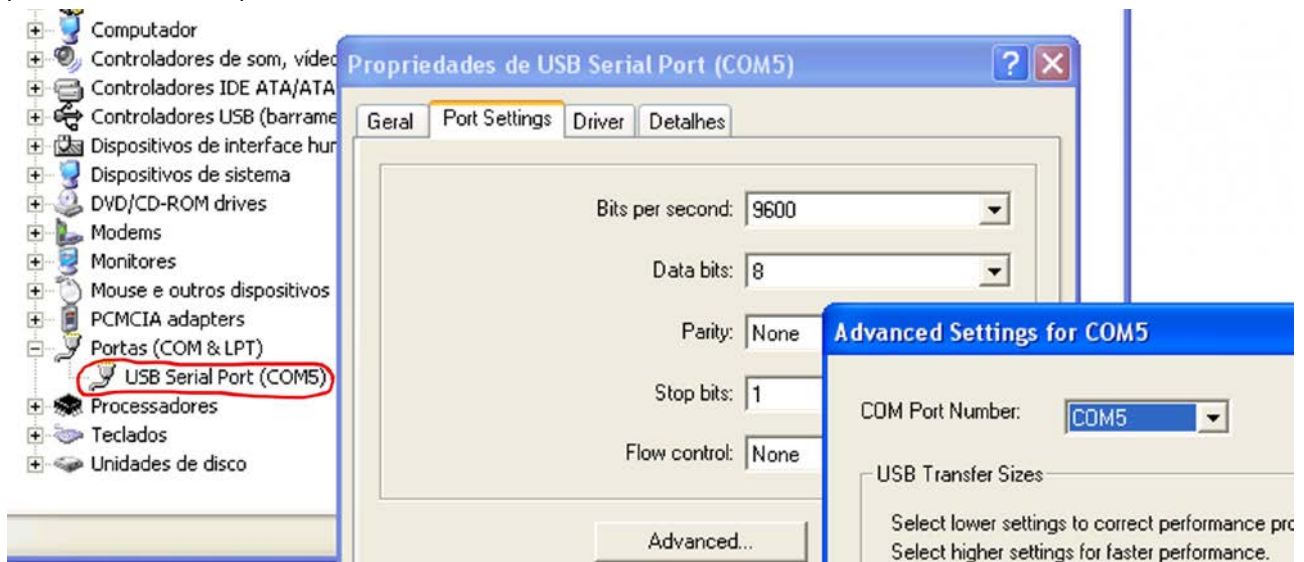 Computador
Controladores de som, vídeo
Controladores IDE ATA/ATA
Controladores USB (barrame
Dispositivos de interface hur
Dispositivos de sistema
DVD/CD-ROM drives
Modems
Monitores
Mouse e outros dispositivos
PCMCIA adapters
Portas (COM & LPT)
USB Serial Port (COM5)
Processadores
Teclados
Unidades de disco
Propriedades de USB Serial Port (COM5)
Geral Port Settings Driver Detalhes
Bits per second: 9600
Data bits: 8
Parity: None
Stop bits: 1
Flow control: None
Advanced...
Advanced Settings for COM5
COM Port Number: COM5
USB Transfer Sizes
Select lower settings to correct performance pro
Select higher settings for faster performance.